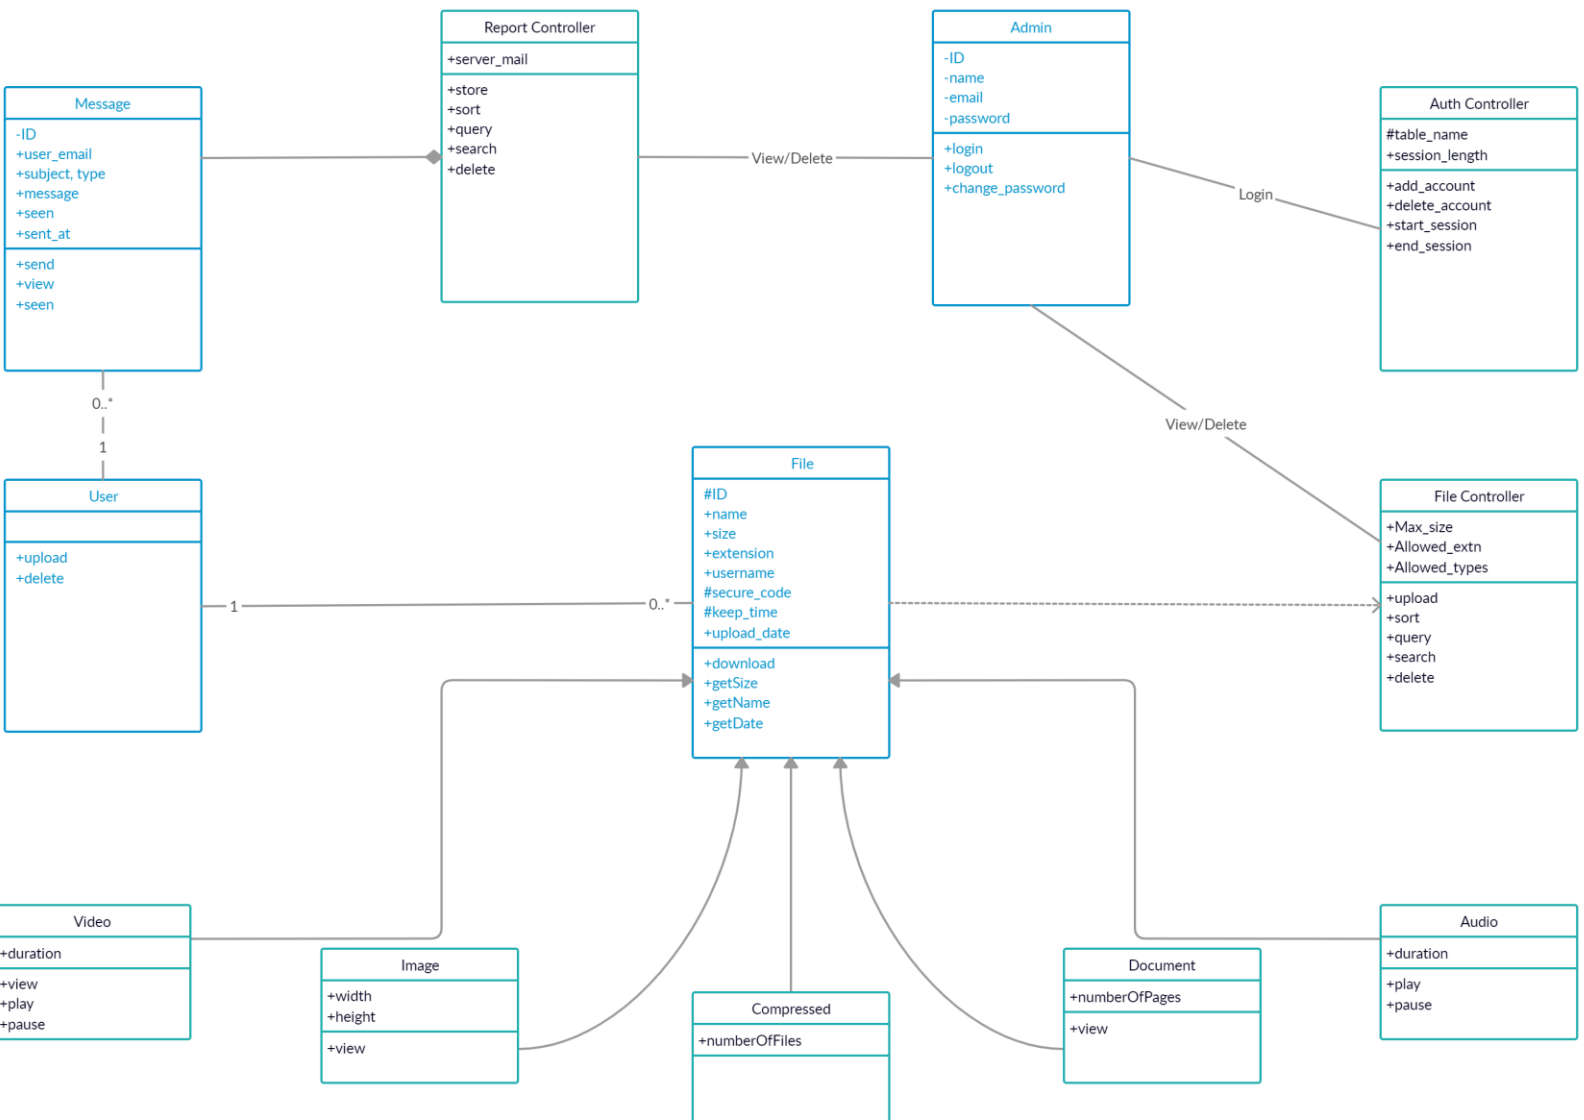 Report Controller
+server_mail
+store
+sort
+query
+search
+delete
Admin
-ID
-name
-email
-password
+login
+logout
+change_password
Message
-ID
+user_email
+subject, type
+message
+seen
+sent_at
+send
+view
+seen
Auth Controller
#table_name
+session_length
+add_account
+delete_account
+start_session
+end_session
View/Delete
Login
0..*
1
View/Delete
User
+upload
+delete
1
0..*
File
#ID
+name
+size
+extension
+username
#secure_code
#keep_time
+upload_date
+download
+getSize
+getName
+getDate
File Controller
+Max_size
+Allowed_extn
+Allowed_types
+upload
+sort
+query
+search
+delete
Video
+duration
+view
+play
+pause
Image
+width
+height
+view
Compressed
+numberOfFiles
Document
+numberOfPages
+view
Audio
+duration
+play
+pause